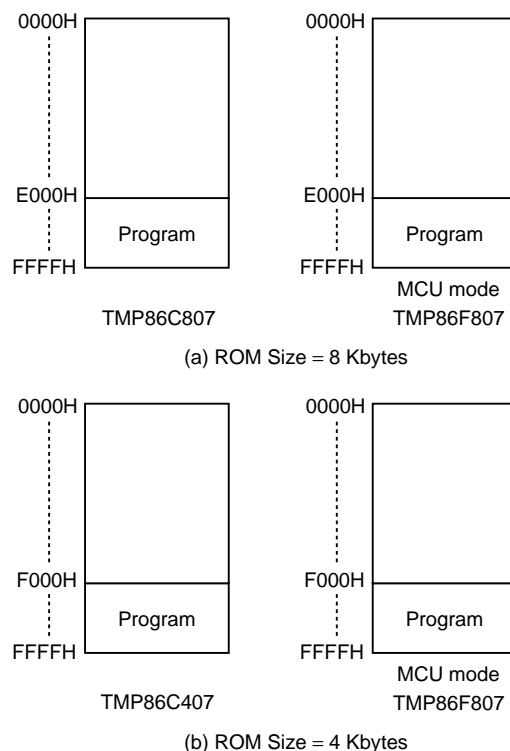 0000H 0000H
E000H E000H
Program Program
FFFFH FFFFH
MCU mode
TMP86C807 TMP86F807
(a) ROM Size = 8 Kbytes
0000H 0000H
F000H F000H
Program Program
FFFFH FFFFH
MCU mode
TMP86C407 TMP86F807
(b) ROM Size = 4 Kbytes